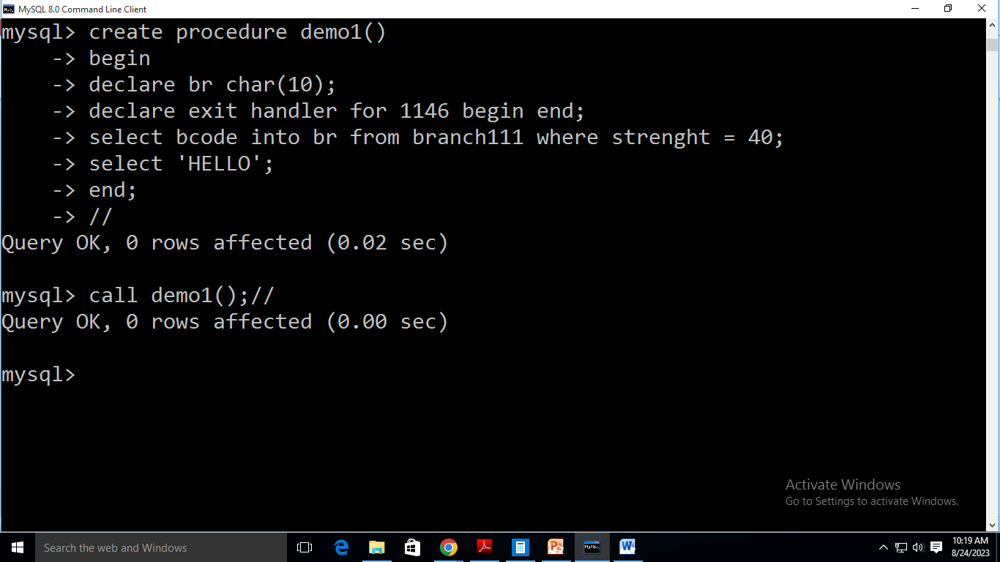 MySQL 8.0 Command Line Client
mysql> create procedure demo1()
    -> begin
    -> declare br char(10);
    -> declare exit handler for 1146 begin end;
    -> select bcode into br from branch111 where strenght = 40;
    -> select 'HELLO';
    -> end;
    -> //
Query OK, 0 rows affected (0.02 sec)
mysql> call demo1();//
Query OK, 0 rows affected (0.00 sec)
mysql>
Activate Windows
Go to Settings to activate Windows.
Search the web and Windows
10:19 AM
8/24/2023